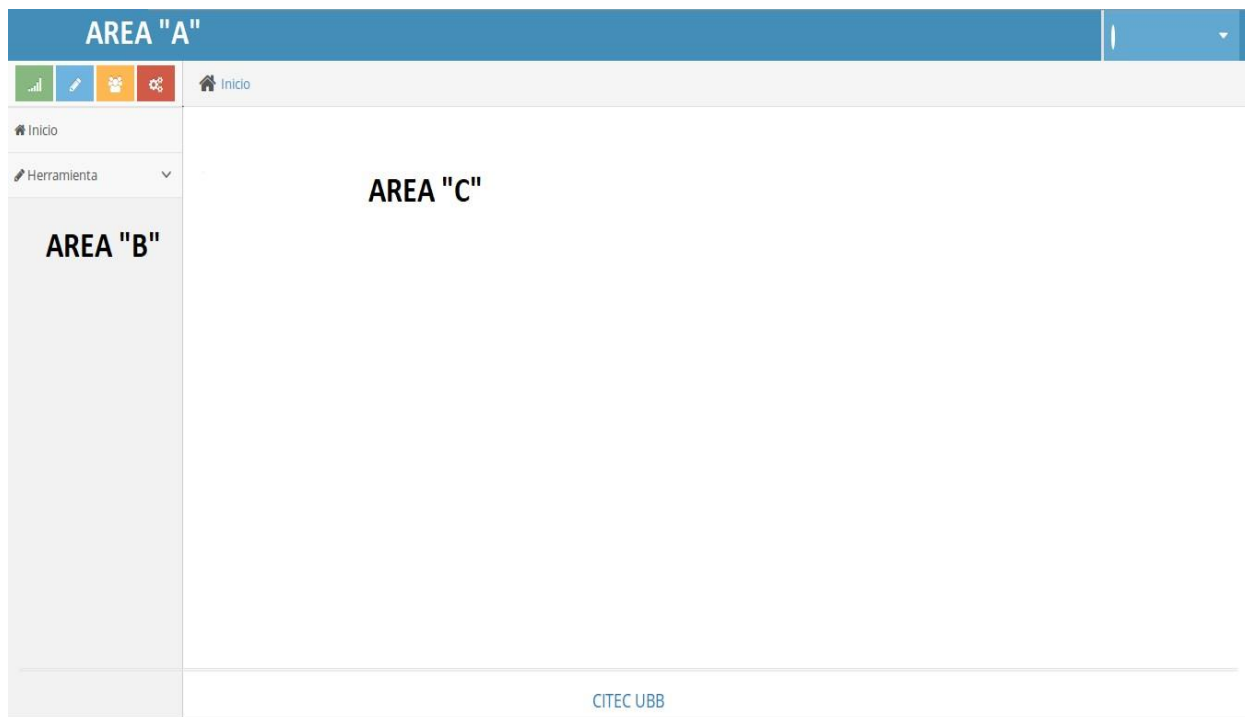 AREA "A"
Inicio
Inicio
Herramienta
AREA "C"
AREA "B"
CITEC UBB